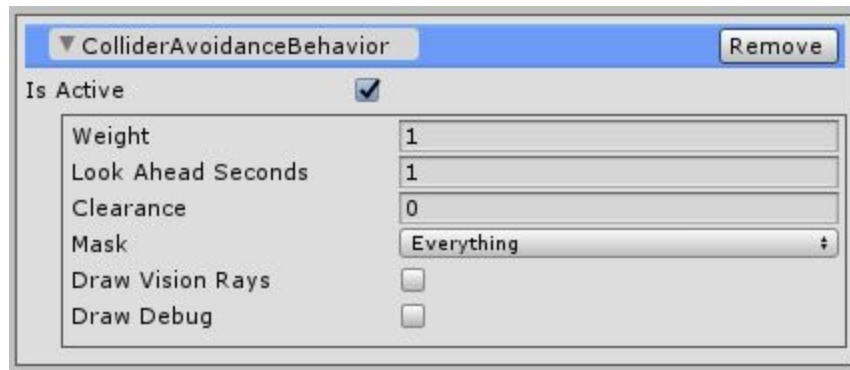 ColliderAvoidanceBehavior Remove
Is Active
Weight 1
Look Ahead Seconds 1
Clearance 0
Mask Everything
Draw Vision Rays
Draw Debug